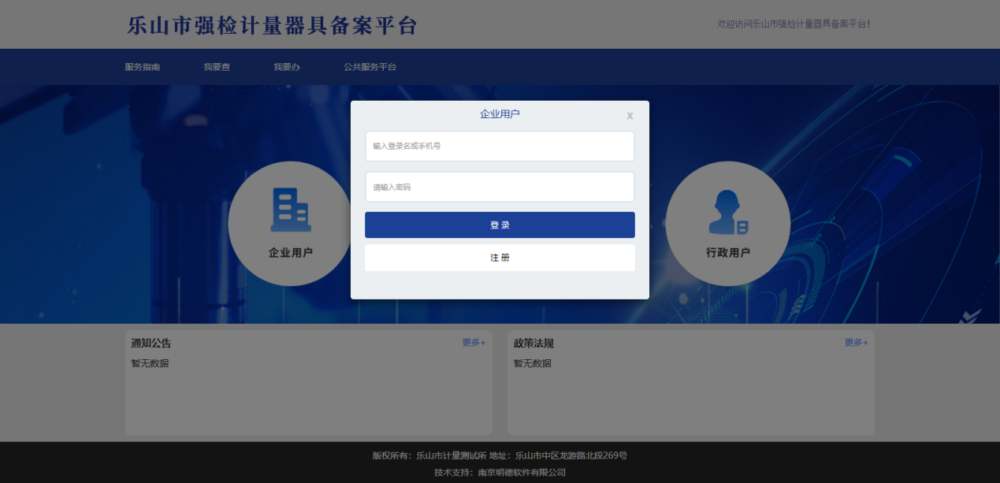 乐山市强检计量器具备案平台
欢迎访问乐山市强检计量器具备案平台！
服务指南 我要查 我要办 公共服务平台
企业用户 x
输入登录名或手机号
请输入密码
登 录
注 册
企业用户
行政用户
通知公告 更多+
暂无数据
政策法规 更多+
暂无数据
版权所有：乐山市计量测试所 地址：乐山市中区龙游路北段269号
技术支持：南京明德软件有限公司